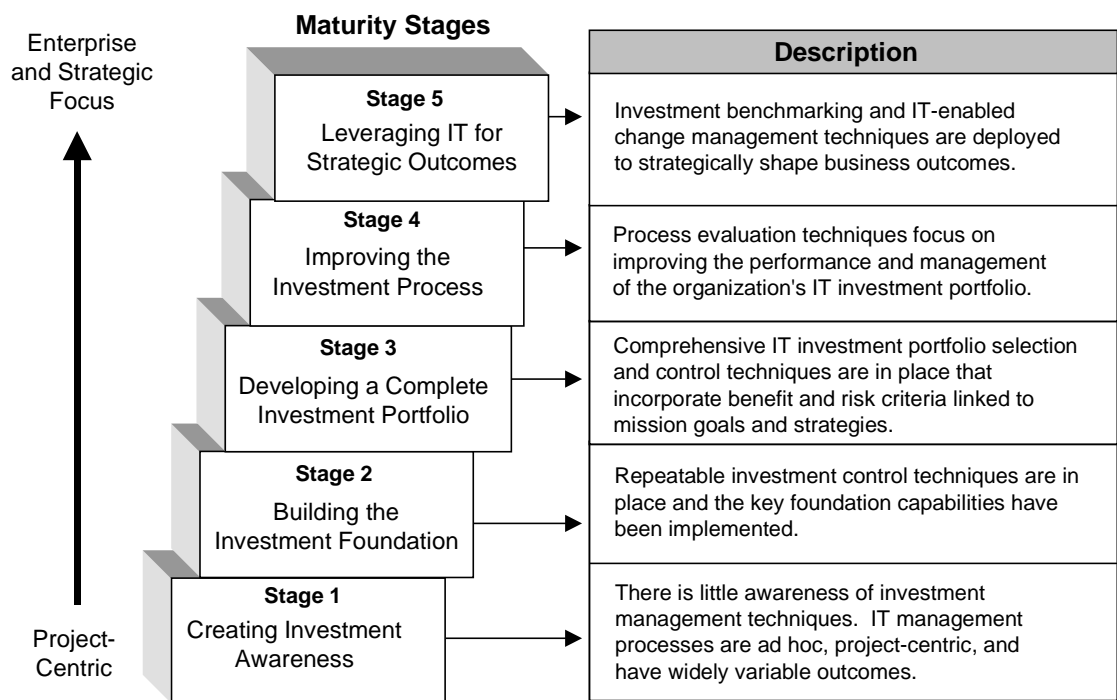 Maturity Stages
Enterprise
and Strategic
Focus
Description
Stage 5
Leveraging IT for
Strategic Outcomes
Investment benchmarking and IT-enabled
change management techniques are deployed
to strategically shape business outcomes.
Stage 4
Improving the
Investment Process
Process evaluation techniques focus on
improving the performance and management
of the organization's IT investment portfolio.
Stage 3
Developing a Complete
Investment Portfolio
Comprehensive IT investment portfolio selection
and control techniques are in place that
incorporate benefit and risk criteria linked to
mission goals and strategies.
Stage 2
Building the
Investment Foundation
Repeatable investment control techniques are in
place and the key foundation capabilities have
been implemented.
Stage 1
Creating Investment
Awareness
There is little awareness of investment
management techniques.  IT management
processes are ad hoc, project-centric, and
have widely variable outcomes.
Project-
Centric